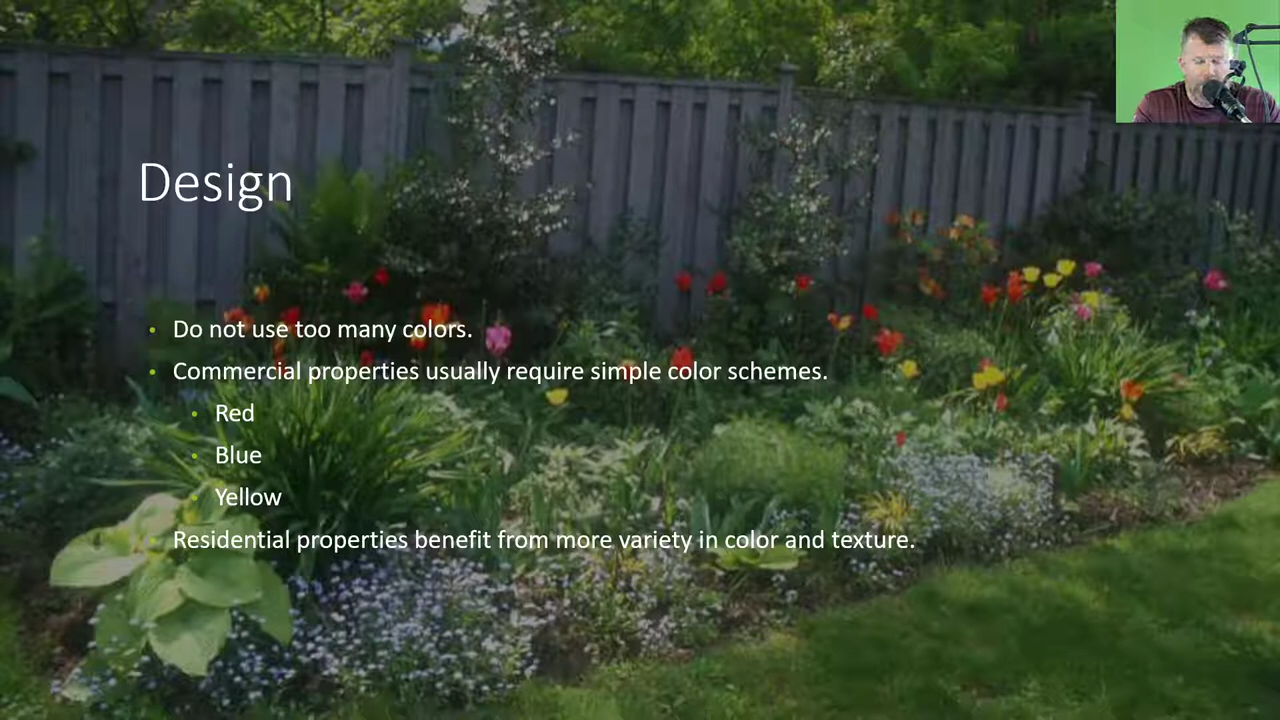 Design
Do not use too many colors.
Commercial properties usually require simple color schemes.
Red
Blue
Yellow
Residential properties benefit from more variety in color and texture.